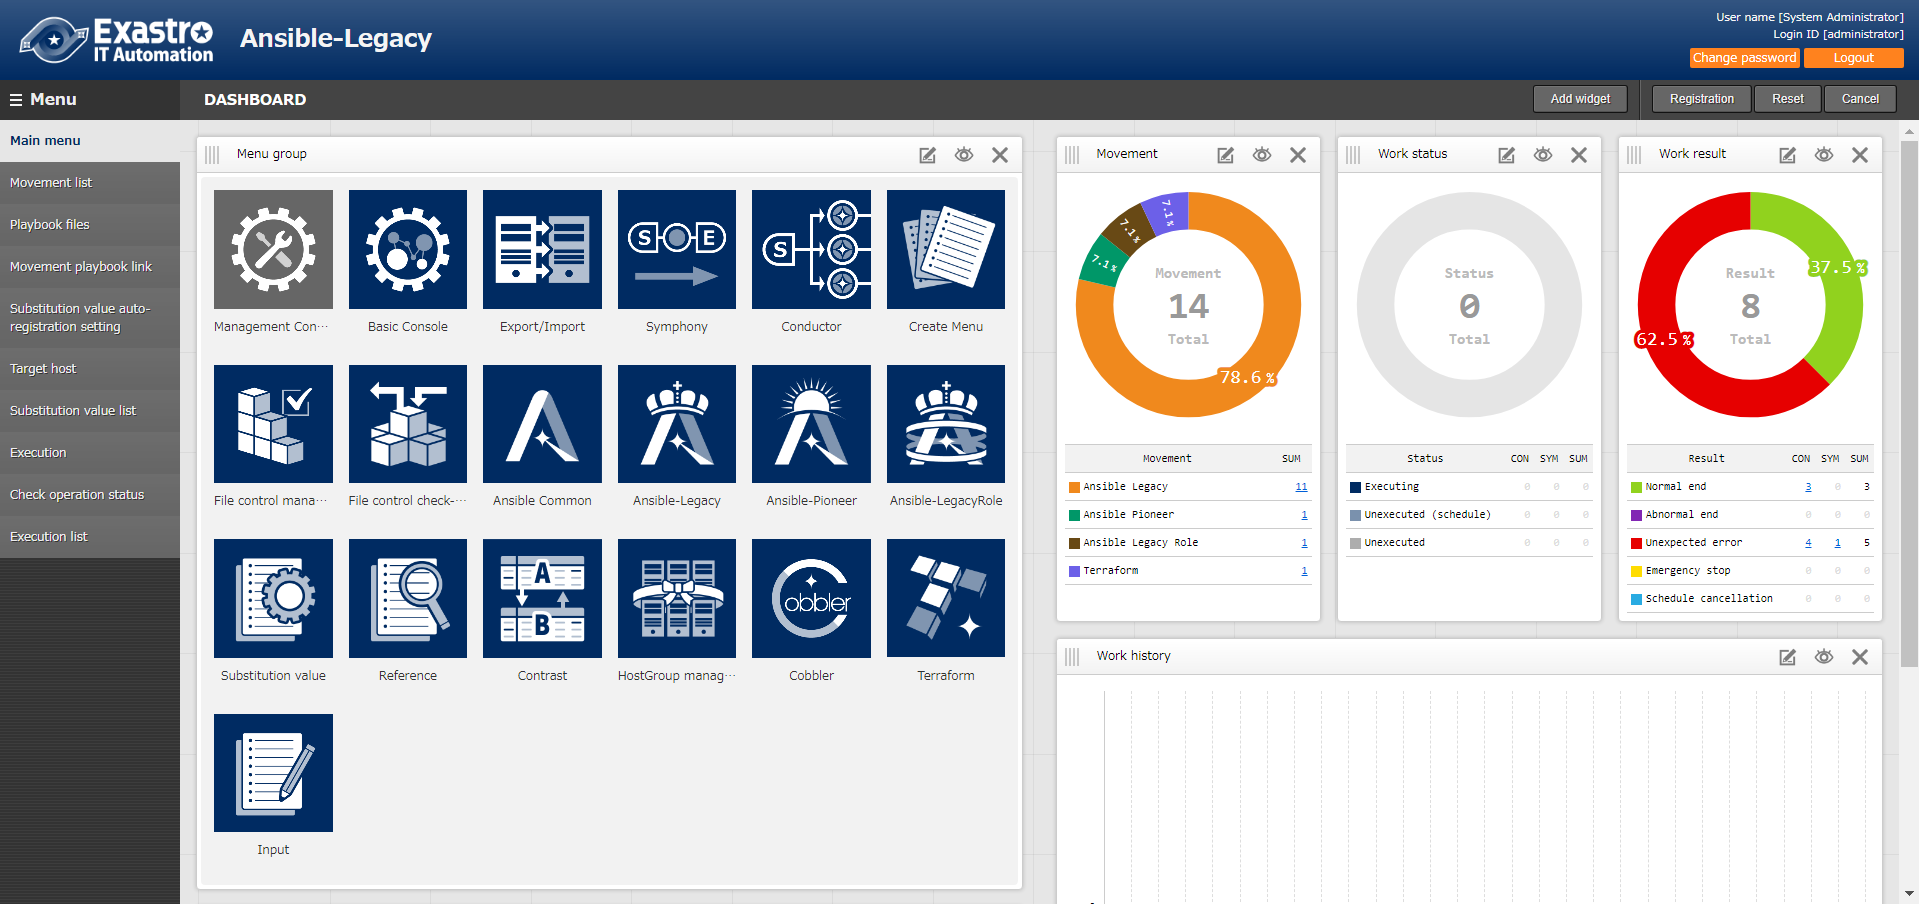 Exastro
IT Automation
Ansible-Legacy
User name [System Administrator]
Login ID [administrator]
Change password
Logout
Menu
DASHBOARD
Add widget
Registration
Reset
Cancel
Main menu
Movement list
Playbook files
Movement playbook link
Substitution value auto-
registration setting
Target host
Substitution value list
Execution
Check operation status
Execution list
Menu group
Management Con···
Basic Console
Export/Import
S E
Symphony
S
Conductor
Create Menu
File control mana···
File control check-···
Ansible Common
Ansible-Legacy
Ansible-Pioneer
Ansible-LegacyRole
Substitution value
Reference
A
B
Contrast
HostGroup manag···
Cobbler
Cobbler
Terraform
Input
Movement
7.1%
7.1%
7.1%
78.6%
Movement
14
Total
Movement SUM
Ansible Legacy 11
Ansible Pioneer 1
Ansible Legacy Role 1
Terraform 1
Work status
Status
0
Total
Status CON SYM SUM
Executing 0 0 0
Unexecuted (schedule) 0 0 0
Unexecuted 0 0 0
Work result
37.5%
62.5%
Result
8
Total
Result CON SYM SUM
Normal end 3 0 3
Abnormal end 0 0 0
Unexpected error 4 1 5
Emergency stop 0 0 0
Schedule cancellation 0 0 0
Work history